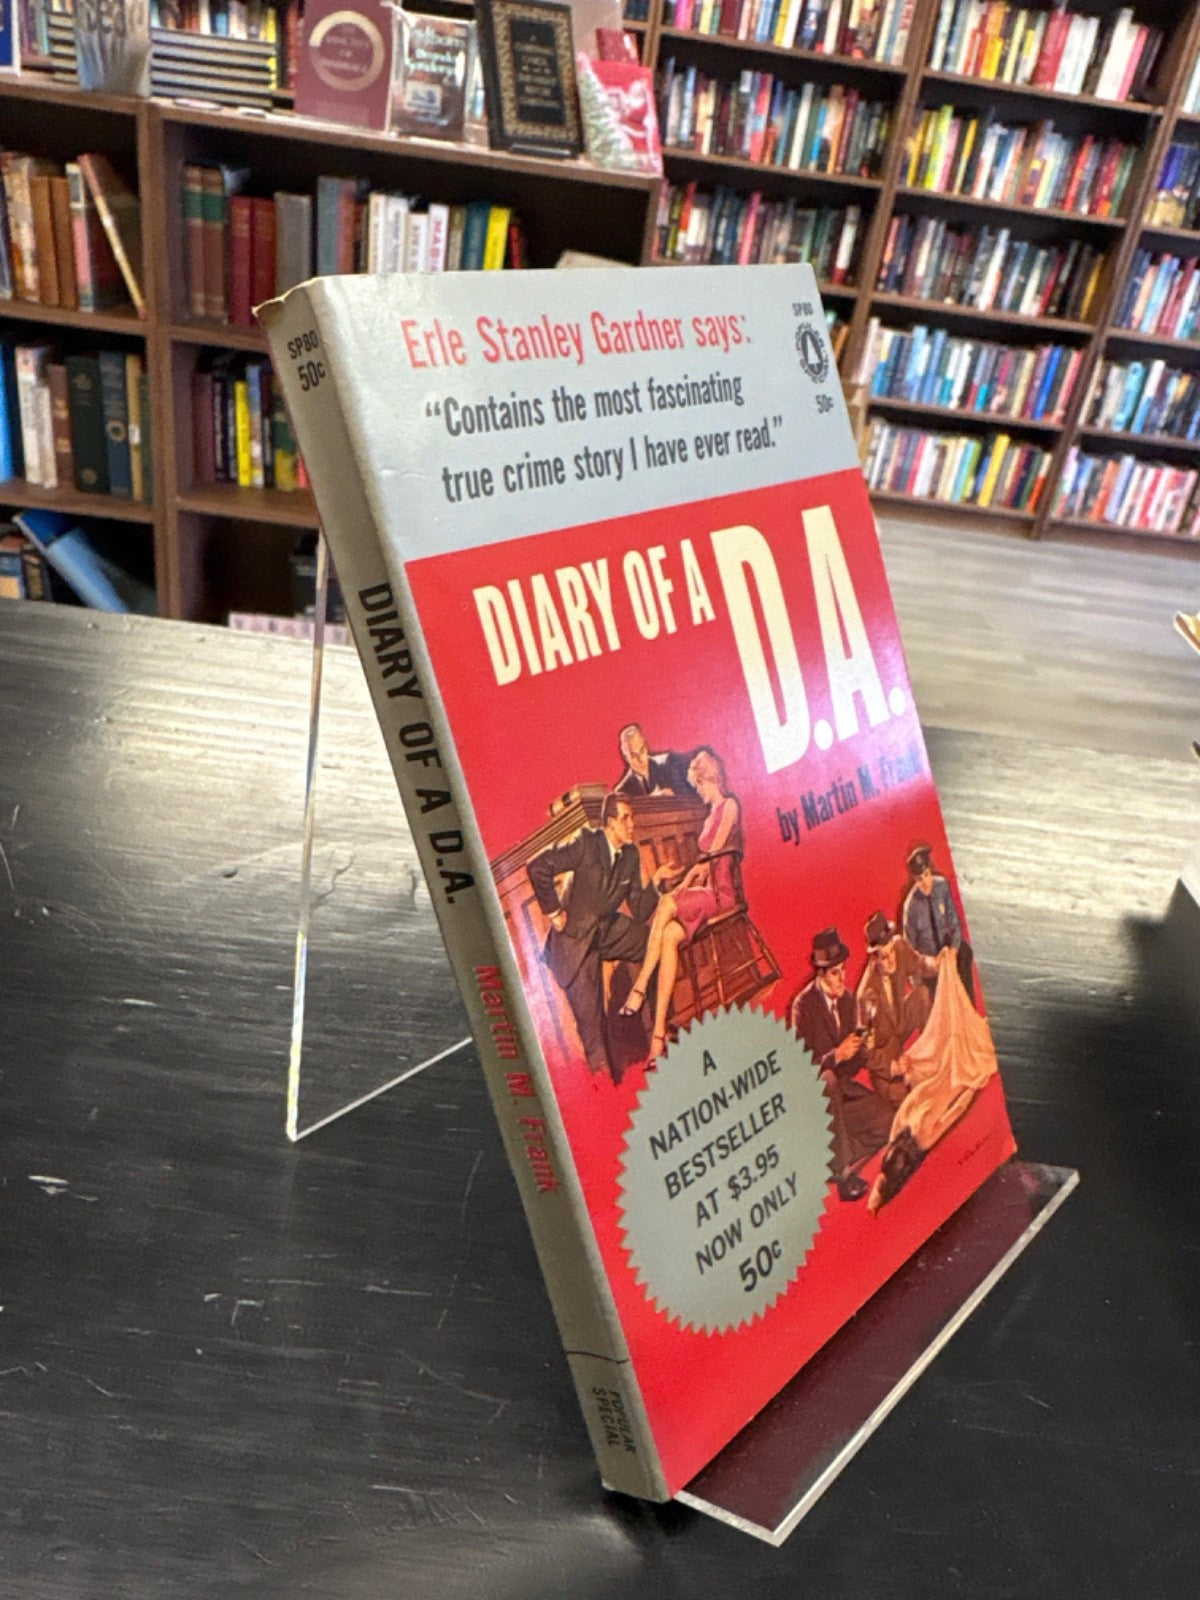 SP80
50¢
DIARY OF A D.A.
Martin M. Frank
POPULAR
SPECIAL
Erle Stanley Gardner says:
“Contains the most fascinating
true crime story I have ever read.”
SP80
50¢
DIARY OF A
D.A.
by Martin M. Frank
A
NATION-WIDE
BESTSELLER
AT $3.95
NOW ONLY
50¢